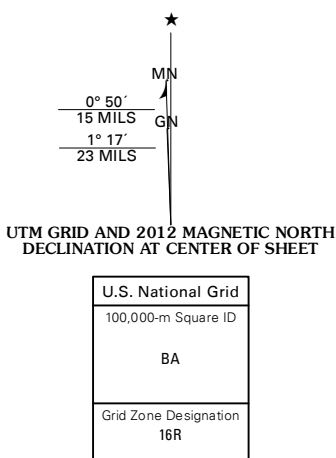 MN
0° 50´
15 MILS
GN
1° 17´
23 MILS
UTM GRID AND 2012 MAGNETIC NORTH
DECLINATION AT CENTER OF SHEET
U.S. National Grid
100,000-m Square ID
BA
Grid Zone Designation
16R